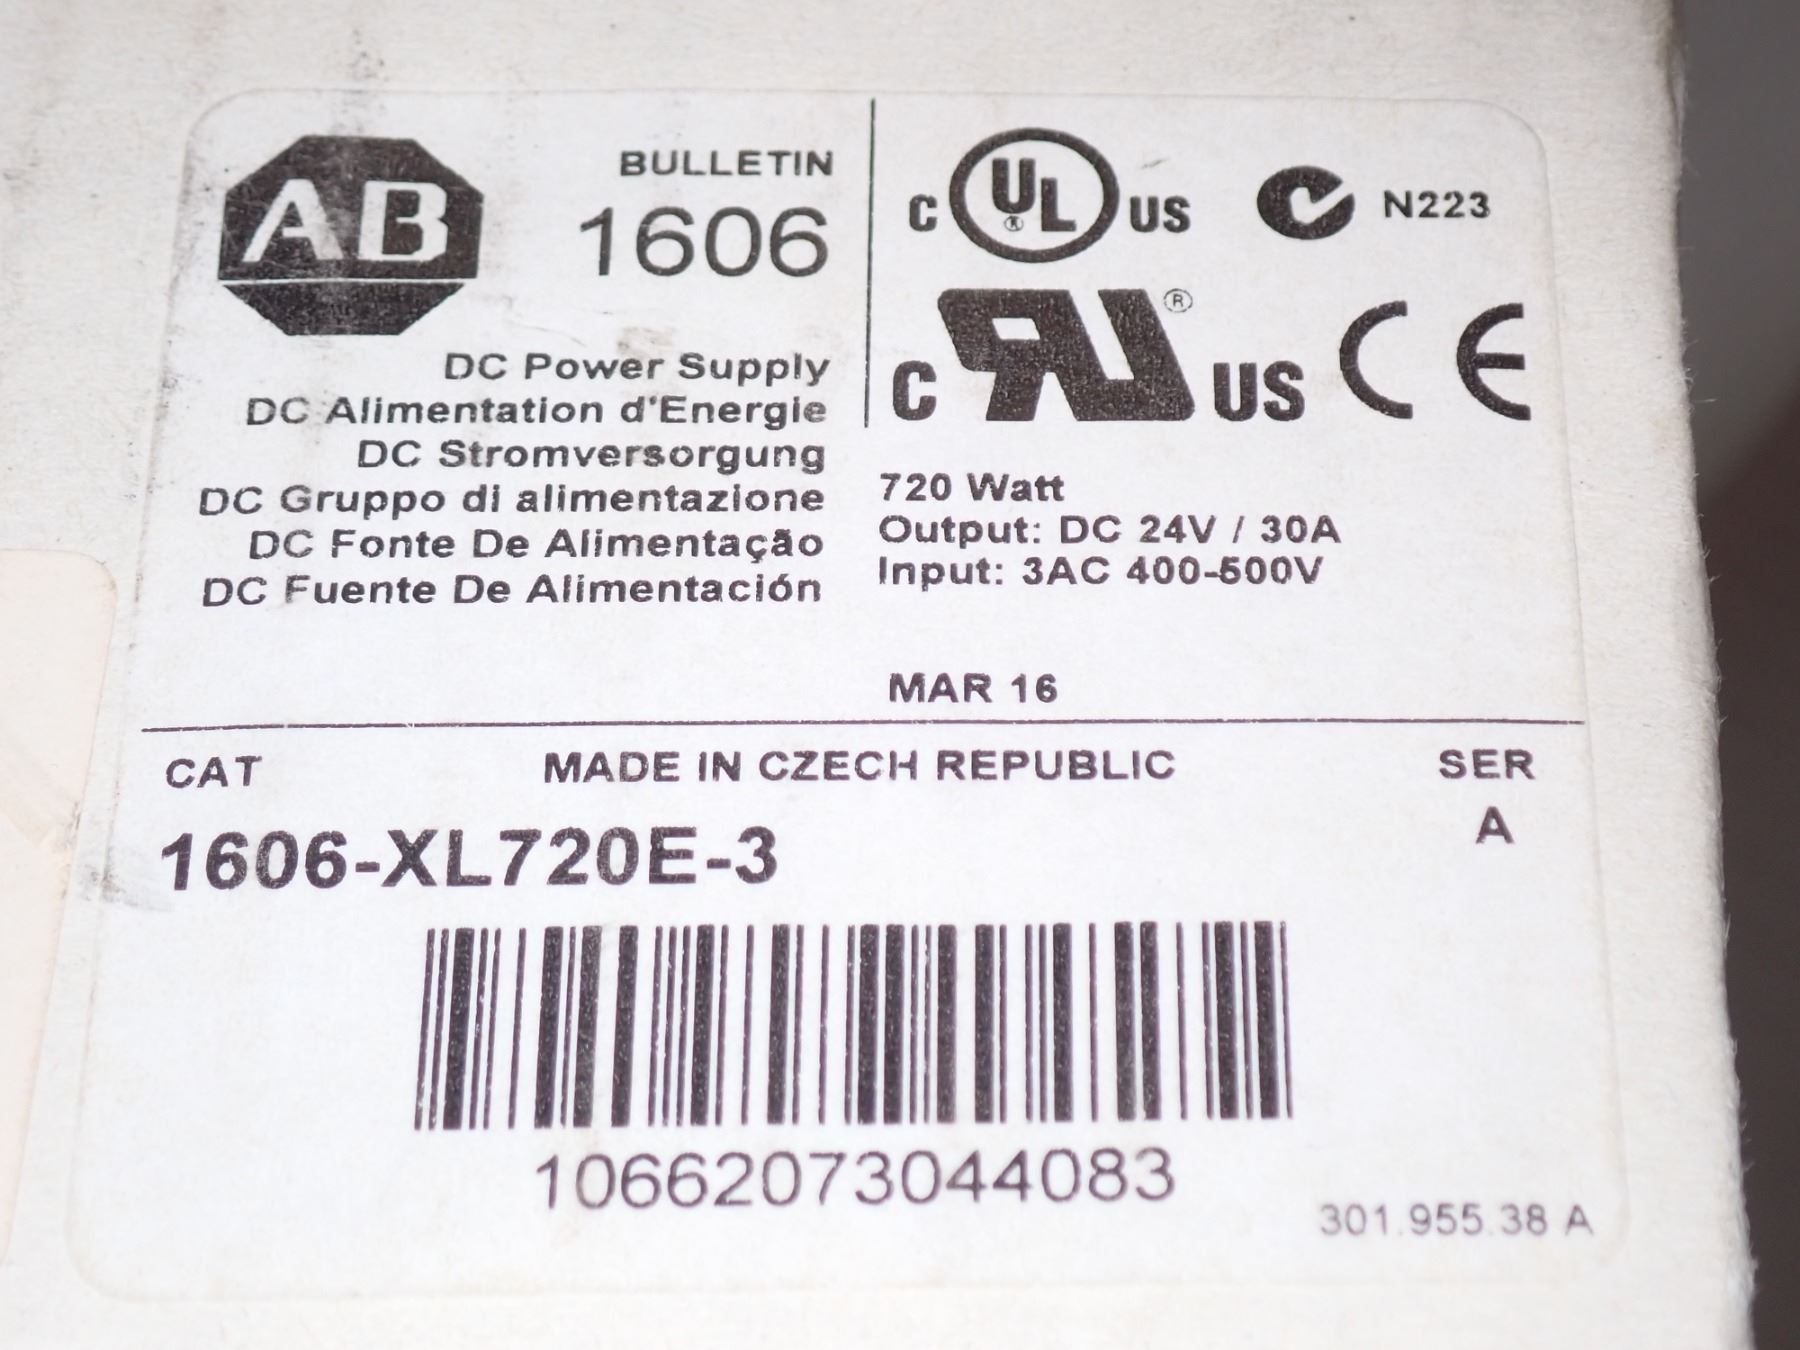 AB
BULLETIN
1606
DC Power Supply
DC Alimentation d'Energie
DC Stromversorgung
DC Gruppo di alimentazione
DC Fonte De Alimentação
DC Fuente De Alimentación
C UL® US N223
C RU® US CE
720 Watt
Output: DC 24V / 30A
Input: 3AC 400-500V
MAR 16
CAT MADE IN CZECH REPUBLIC SER
1606-XL720E-3 A
10662073044083
301.955.38 A